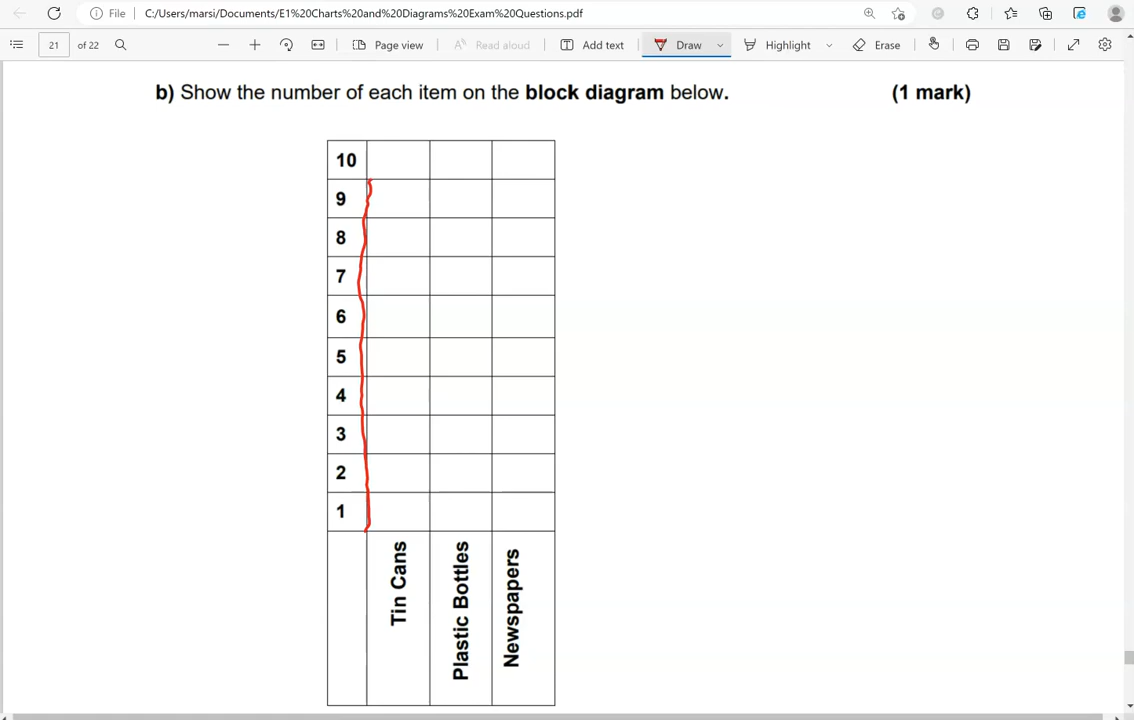 File
C:/Users/marsi/Documents/E1%20Charts%20and%20Diagrams%20Exam%20Questions.pdf
21 of 22
Page view
Read aloud
Add text
Draw
Highlight
Erase
b) Show the number of each item on the block diagram below. (1 mark)
10
9
8
7
6
5
4
3
2
1
Tin Cans
Plastic Bottles
Newspapers